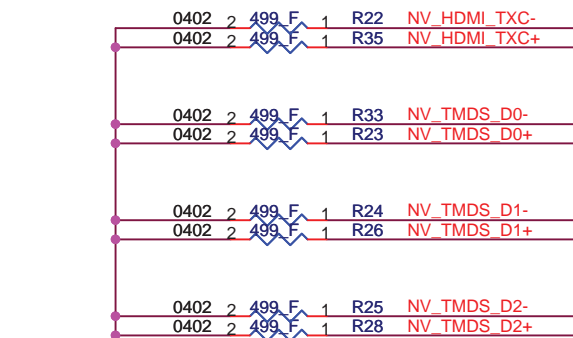 0402 2 499_F 1 R22 NV_HDMI_TXC-
0402 2 499_F 1 R35 NV_HDMI_TXC+
0402 2 499_F 1 R33 NV_TMDS_D0-
0402 2 499_F 1 R23 NV_TMDS_D0+
0402 2 499_F 1 R24 NV_TMDS_D1-
0402 2 499_F 1 R26 NV_TMDS_D1+
0402 2 499_F 1 R25 NV_TMDS_D2-
0402 2 499_F 1 R28 NV_TMDS_D2+